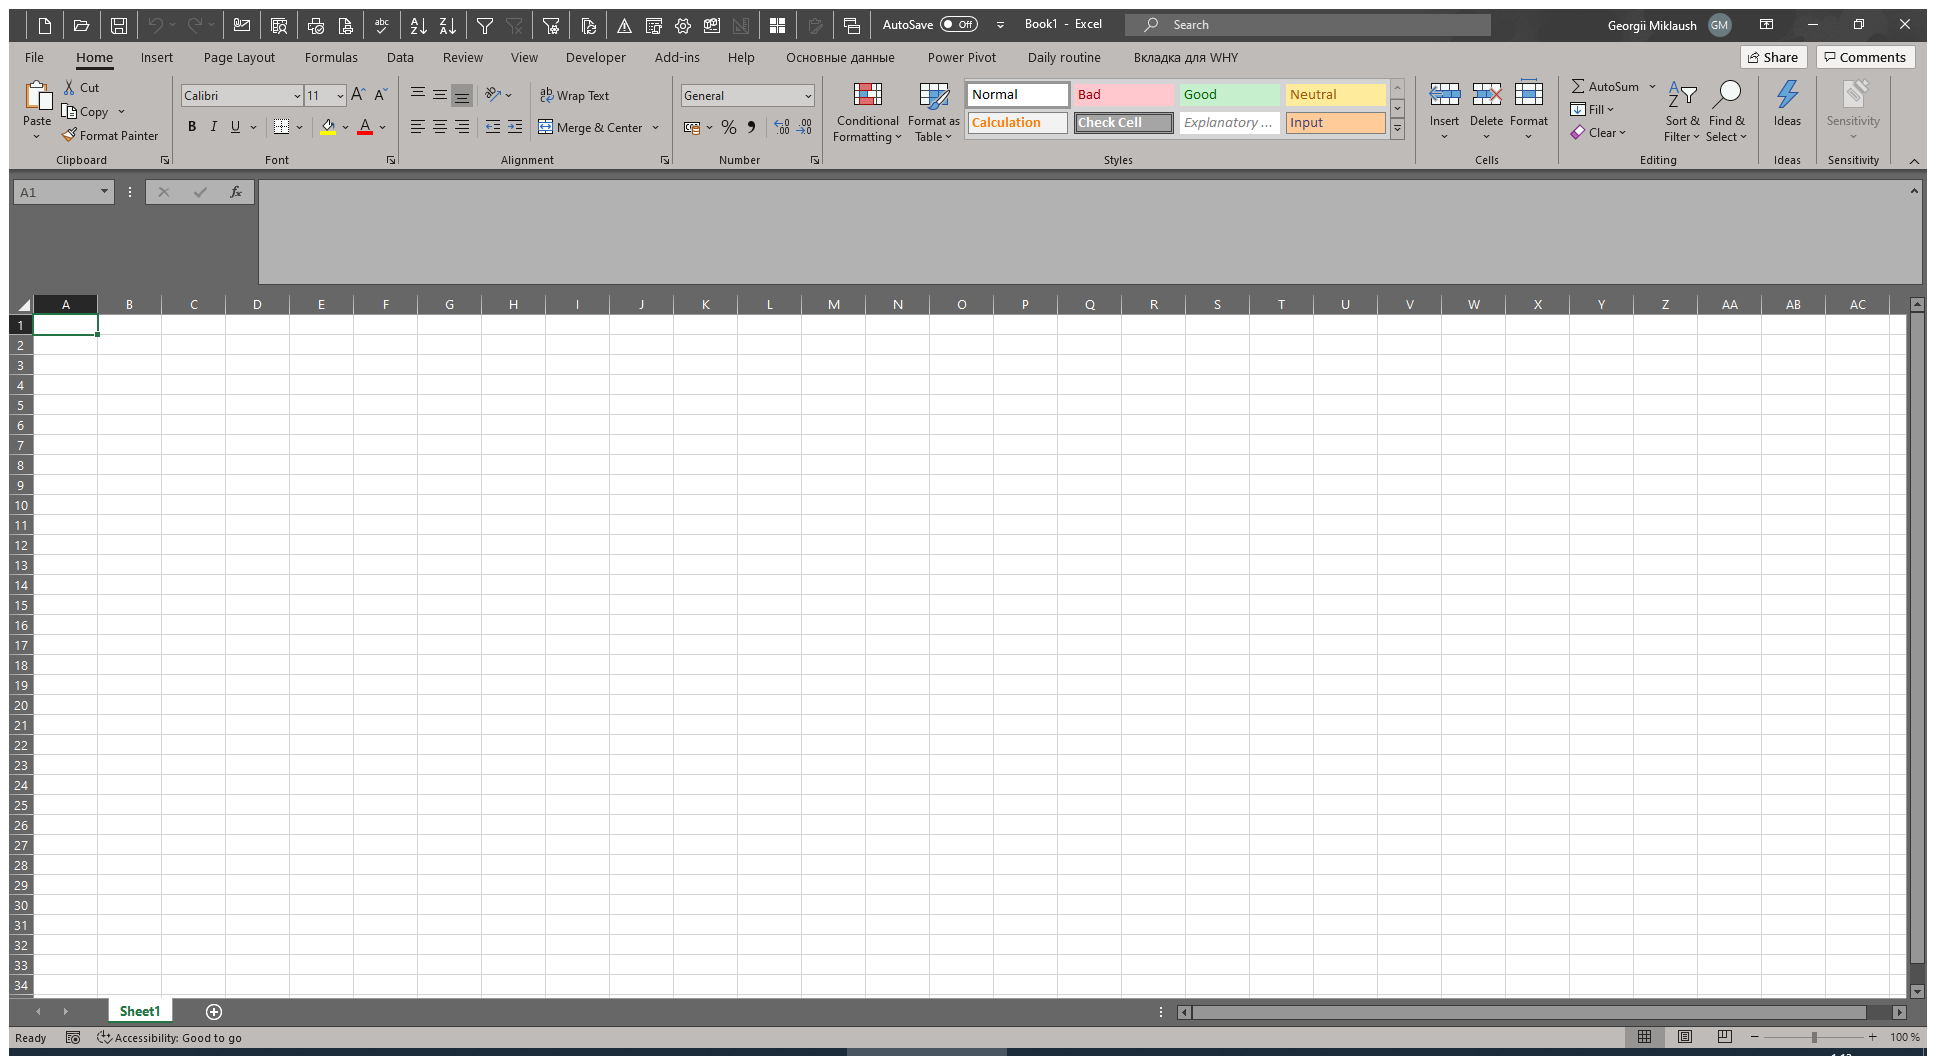 AutoSave Off Book1 - Excel Search Georgii Miklaush GM
File Home Insert Page Layout Formulas Data Review View Developer Add-ins Help Основные данные Power Pivot Daily routine Вкладка для WHY Share Comments
Paste
Cut
Copy
Format Painter
Clipboard
Calibri 11
B I U
Font
Wrap Text
Merge & Center
Alignment
General
Number
Conditional Formatting
Format as Table
Normal Bad Good Neutral
Calculation Check Cell Explanatory ... Input
Styles
Insert Delete Format
Cells
AutoSum
Fill
Clear
Sort & Filter
Find & Select
Editing
Ideas
Ideas
Sensitivity
Sensitivity
A1 fx
A B C D E F G H I J K L M N O P Q R S T U V W X Y Z AA AB AC
1
2
3
4
5
6
7
8
9
10
11
12
13
14
15
16
17
18
19
20
21
22
23
24
25
26
27
28
29
30
31
32
33
34
Sheet1
Ready Accessibility: Good to go 100 %